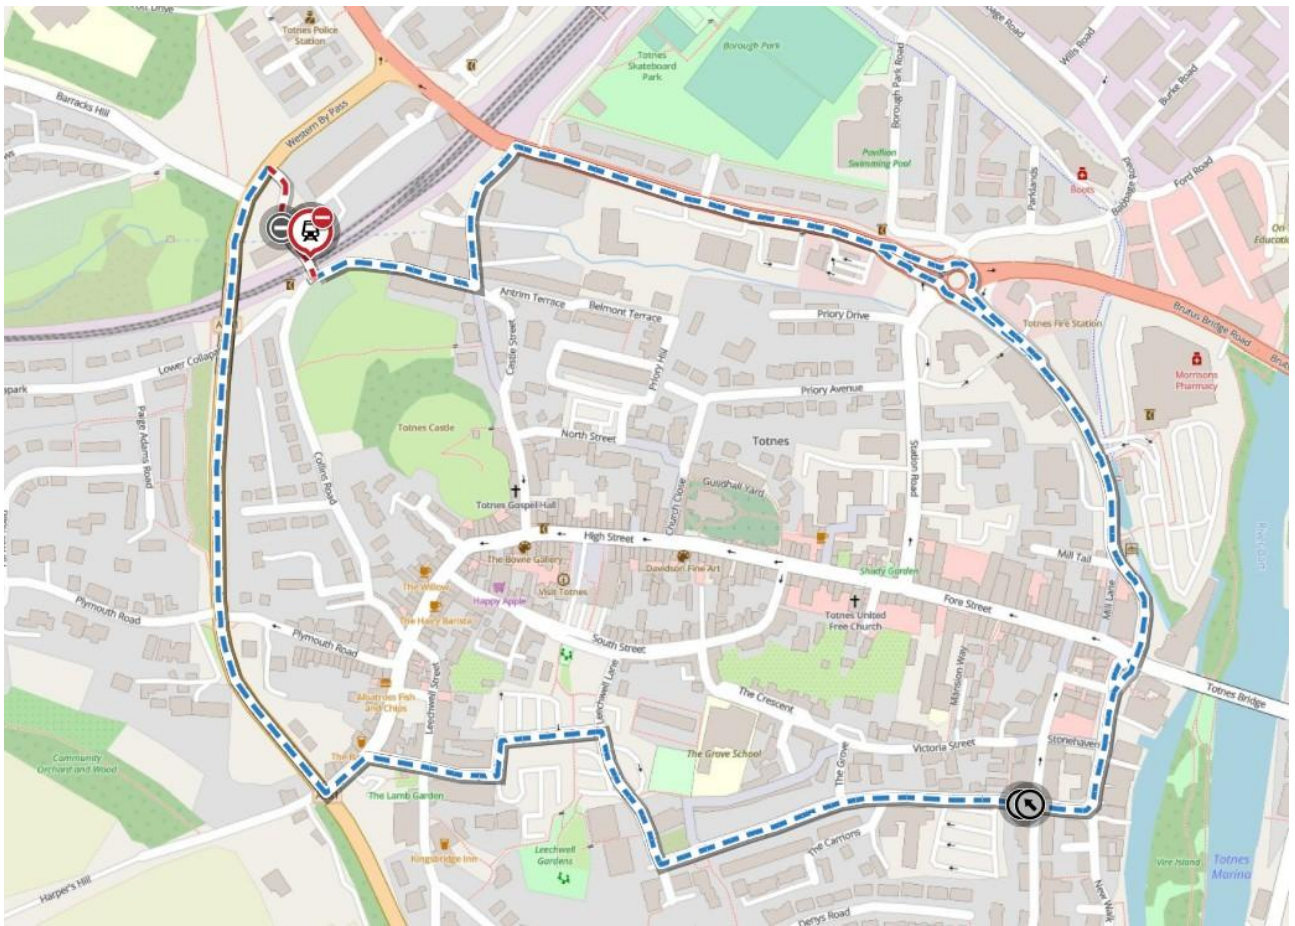 Totnes Police
Station
Barracks Hill
Western By Pass
Totnes
Skateboard
Park
Borough Park
Borough Park Road
Pavilion
Swimming Pool
Wills Road
Burke Road
Boots
Babbage Road
Ford Road
Parklands
Antrim Terrace
Belmont Terrace
Castle Street
Priory Hill
Priory Drive
Priory Avenue
Totnes Fire Station
Brutus Bridge Road
Morrisons
Pharmacy
Paige Adams
Road
Collins Road
Totnes Castle
North Street
Totnes
Guildhall Yard
Church Close
Station Road
Totnes Gospel Hall
High Street
The Bowie Gallery
Davidson Fine Art
Visit Totnes
Happy Apple
The Willow
The Hairy Barista
Shady Garden
Mill Tail
Mill Lane
Fore Street
Totnes United
Free Church
Plymouth Road
Plymouth Road
South Street
Leechwell Street
Leechwell Lane
Albatross Fish
and Chips
The Crescent
The Grove School
The Grove
Mansion Way
Victoria Street
Stonehaven
Totnes Bridge
Community
Orchard and Wood
The Lamb Garden
Kingsbridge Inn
Leechwell
Gardens
The Carrions
Denys Road
New Walk
Harper's Hill
Vire Island
Totnes
Marina